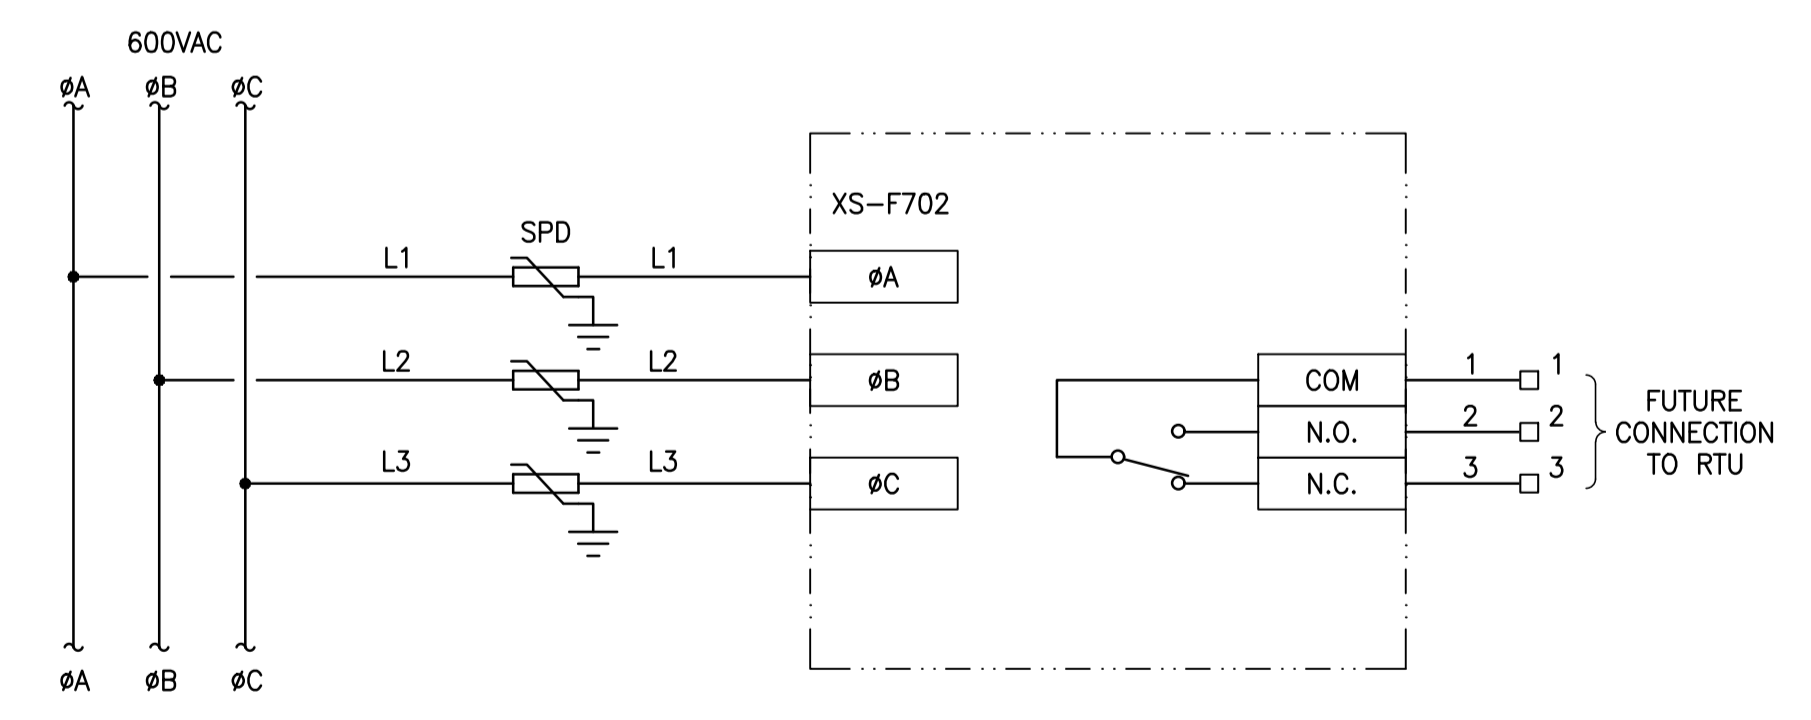 600VAC
øA øB øC
XS-F702
SPD
L1 L1
øA
L2 L2
øB
COM 1 1
N.O. 2 2
N.C. 3 3
FUTURE
CONNECTION
TO RTU
L3 L3
øC
øA øB øC